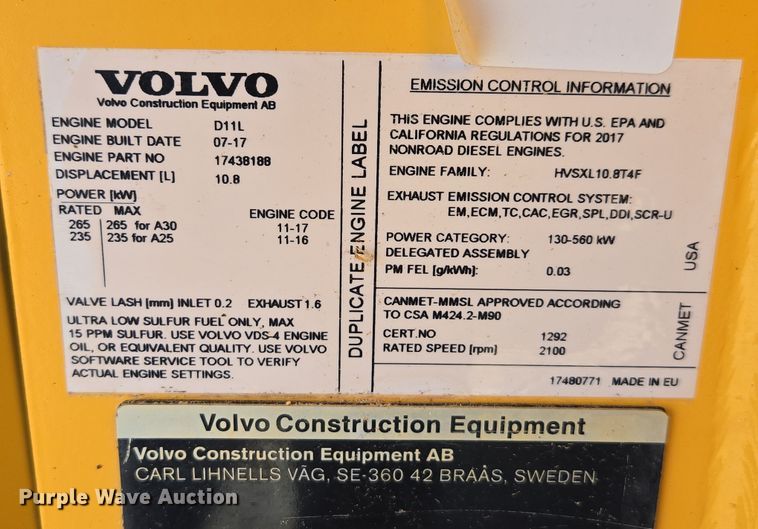 VOLVO
Volvo Construction Equipment AB
ENGINE MODEL D11L
ENGINE BUILT DATE 07-17
ENGINE PART NO 17438188
DISPLACEMENT [L] 10.8
POWER [kW]
RATED MAX ENGINE CODE
265 265 for A30 11-17
235 235 for A25 11-16
VALVE LASH [mm] INLET 0.2 EXHAUST 1.6
ULTRA LOW SULFUR FUEL ONLY, MAX
15 PPM SULFUR. USE VOLVO VDS-4 ENGINE
OIL, OR EQUIVALENT QUALITY. USE VOLVO
SOFTWARE SERVICE TOOL TO VERIFY
ACTUAL ENGINE SETTINGS.
DUPLICATE ENGINE LABEL
EMISSION CONTROL INFORMATION
THIS ENGINE COMPLIES WITH U.S. EPA AND
CALIFORNIA REGULATIONS FOR 2017
NONROAD DIESEL ENGINES.
ENGINE FAMILY: HVSXL10.8T4F
EXHAUST EMISSION CONTROL SYSTEM:
EM,ECM,TC,CAC,EGR,SPL,DDI,SCR-U
POWER CATEGORY: 130-560 kW
DELEGATED ASSEMBLY
PM FEL [g/kWh]: 0.03
USA
CANMET-MMSL APPROVED ACCORDING
TO CSA M424.2-M90
CERT.NO 1292
RATED SPEED [rpm] 2100
CANMET
17480771 MADE IN EU
Volvo Construction Equipment
Volvo Construction Equipment AB
CARL LIHNELLS VÄG, SE-360 42 BRAÅS, SWEDEN
Purple Wave Auction